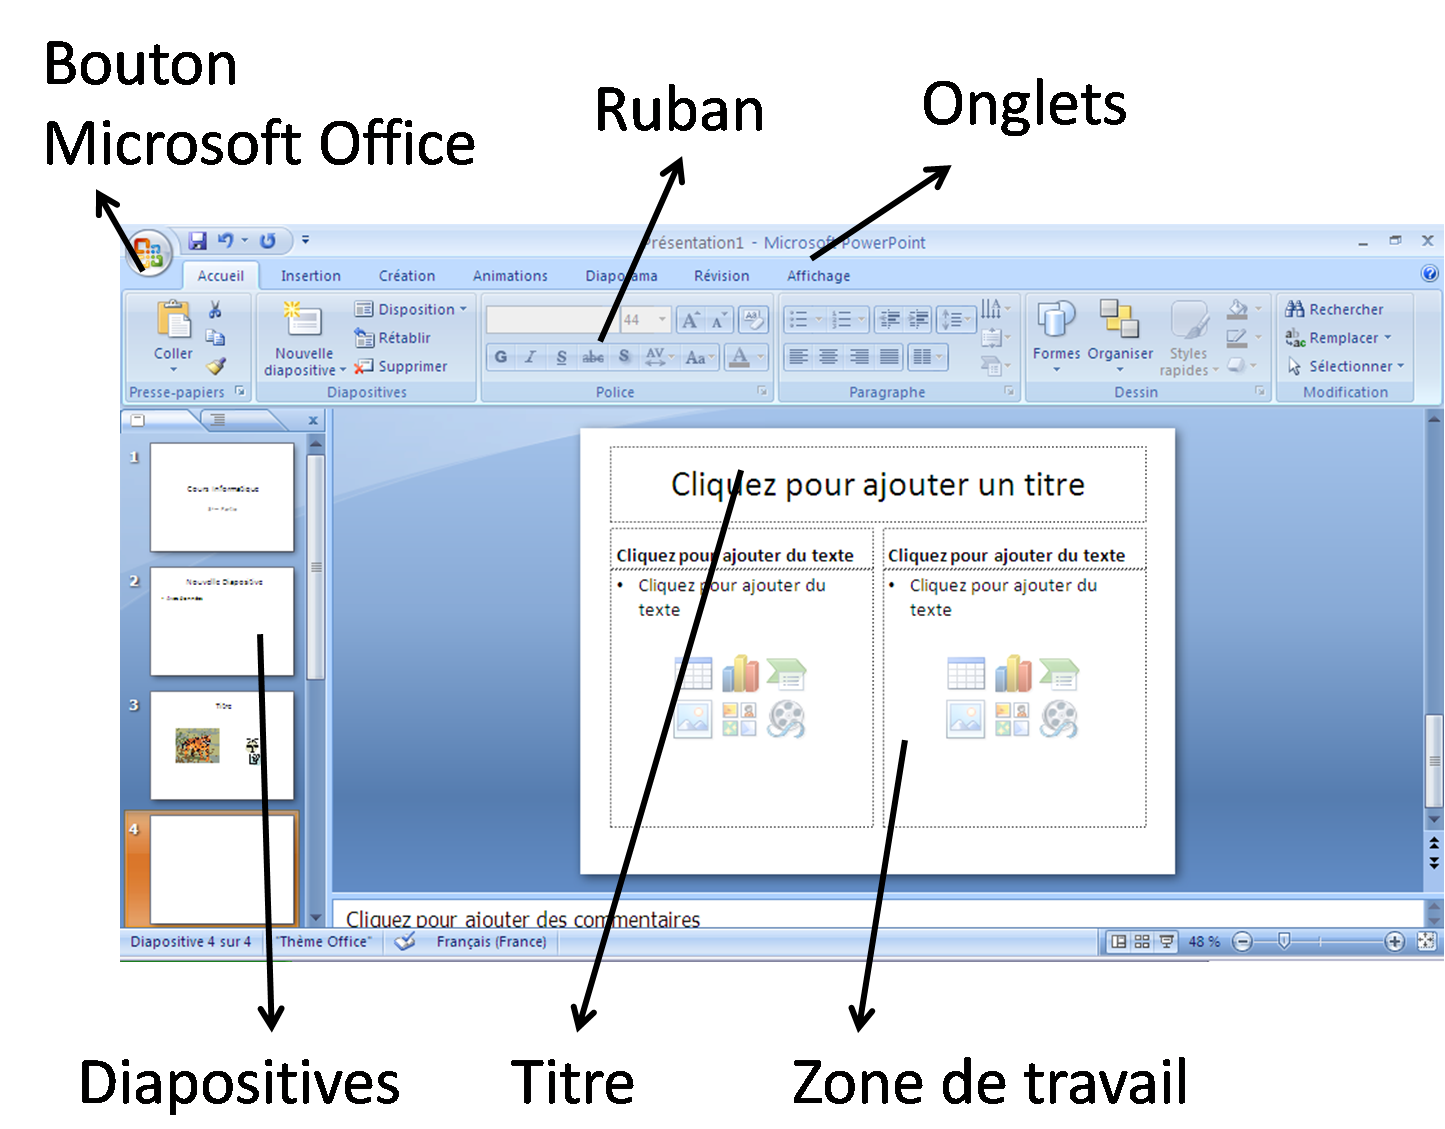 Bouton
Microsoft Office
Ruban
Onglets
Présentation1 - Microsoft PowerPoint
Accueil Insertion Création Animations Diaporama Révision Affichage
Coller
Presse-papiers
Nouvelle
diapositive
Disposition
Rétablir
Supprimer
Diapositives
44
G I S abc S AV Aa A
Police
Paragraphe
Formes Organiser Styles
rapides
Dessin
Rechercher
Remplacer
Sélectionner
Modification
1
Cours Informatique
2
Nouvelle Diapositive
3
Titre
4
Cliquez pour ajouter un titre
Cliquez pour ajouter du texte
• Cliquez pour ajouter du
texte
Cliquez pour ajouter du texte
• Cliquez pour ajouter du
texte
Cliquez pour ajouter des commentaires
Diapositive 4 sur 4 "Thème Office" Français (France) 48 %
Diapositives
Titre
Zone de travail